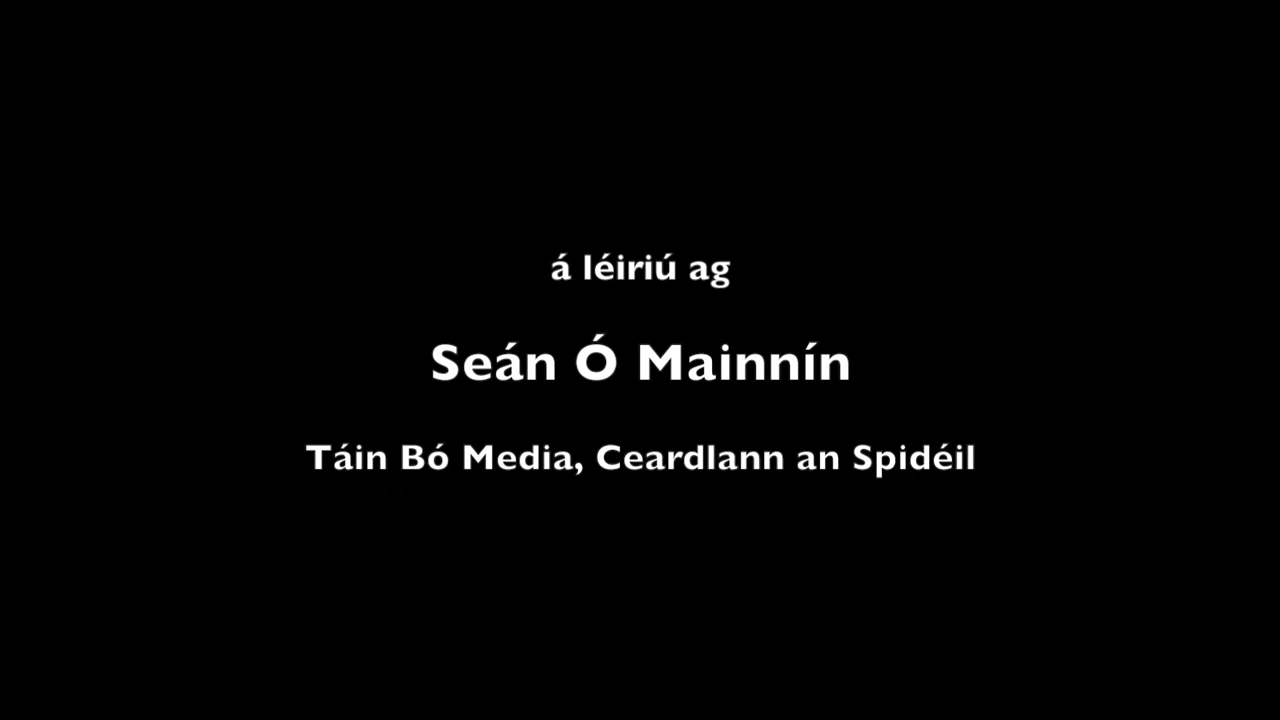 á léiriú ag
Seán Ó Mainnín
Táin Bó Media, Ceardlann an Spidéil